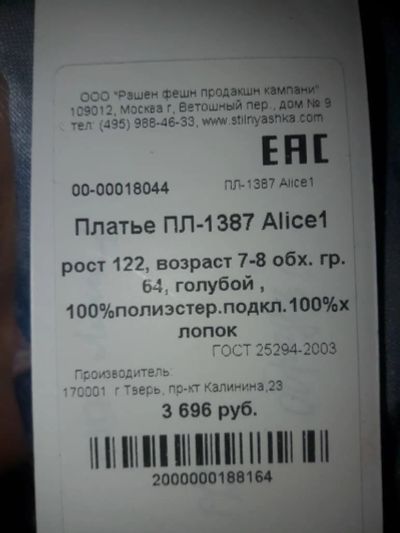 ООО "Рашен фешн продакшн кампани"
109012, Москва г, Ветошный пер., дом № 9
тел: (495) 988-46-33, www.stilnyashka.com
EAC
00-00018044 ПЛ-1387 Alice1
Платье ПЛ-1387 Alice1
рост 122, возраст 7-8 обх. гр.
64, голубой ,
100%полиэстер.подкл.100%х
лопок
ГОСТ 25294-2003
Производитель:
170001 г Тверь, пр-кт Калинина,23
3 696 руб.
2000000188164